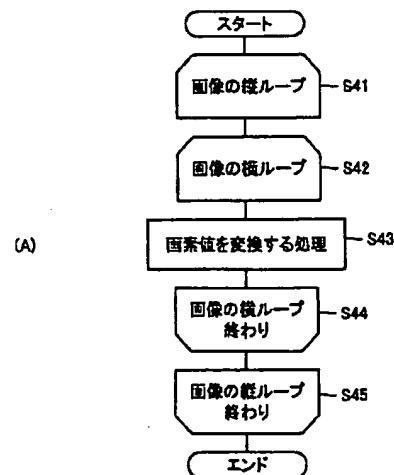 スタート
画像の縦ループ S41
画像の横ループ S42
(A) 画素値を変換する処理 S43
画像の横ループ
終わり S44
画像の縦ループ
終わり S45
エンド